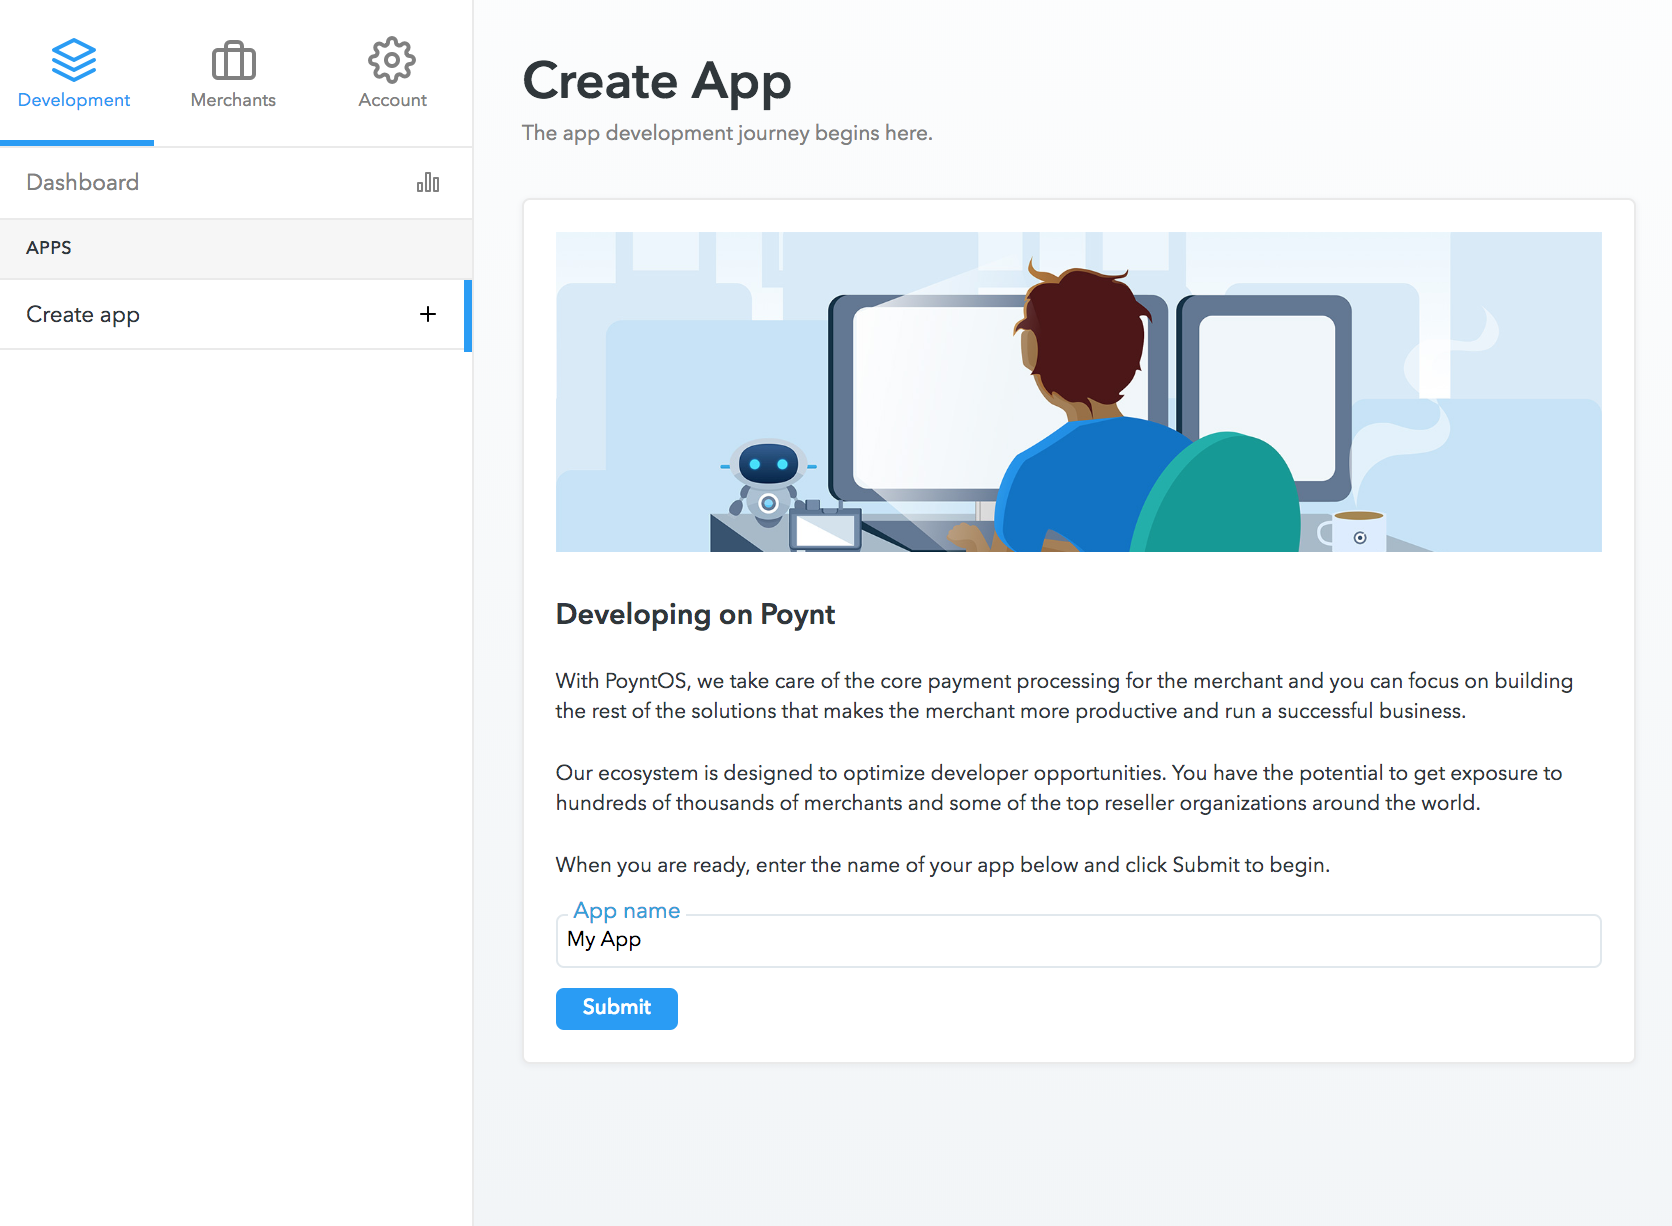 Development
Merchants
Account
Dashboard
APPS
Create app
Create App
The app development journey begins here.
Developing on Poynt
With PoyntOS, we take care of the core payment processing for the merchant and you can focus on building
the rest of the solutions that makes the merchant more productive and run a successful business.
Our ecosystem is designed to optimize developer opportunities. You have the potential to get exposure to
hundreds of thousands of merchants and some of the top reseller organizations around the world.
When you are ready, enter the name of your app below and click Submit to begin.
App name
My App
Submit